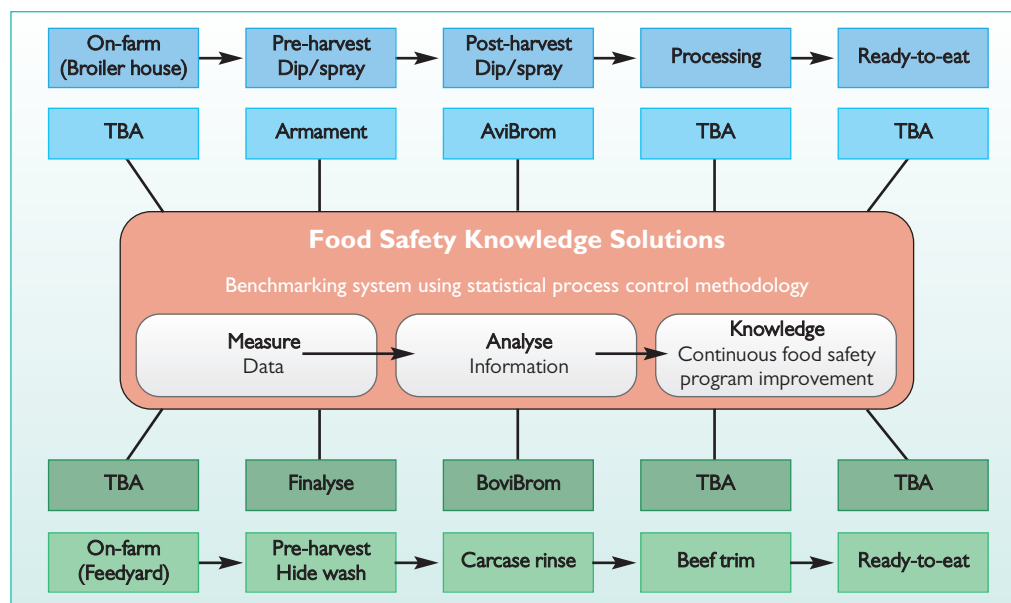 On-farm
(Broiler house)
Pre-harvest
Dip/spray
Post-harvest
Dip/spray
Processing
Ready-to-eat
TBA
Armament
AviBrom
TBA
TBA
Food Safety Knowledge Solutions
Benchmarking system using statistical process control methodology
Measure
Data
Analyse
Information
Knowledge
Continuous food safety
program improvement
TBA
Finalyse
BoviBrom
TBA
TBA
On-farm
(Feedyard)
Pre-harvest
Hide wash
Carcase rinse
Beef trim
Ready-to-eat